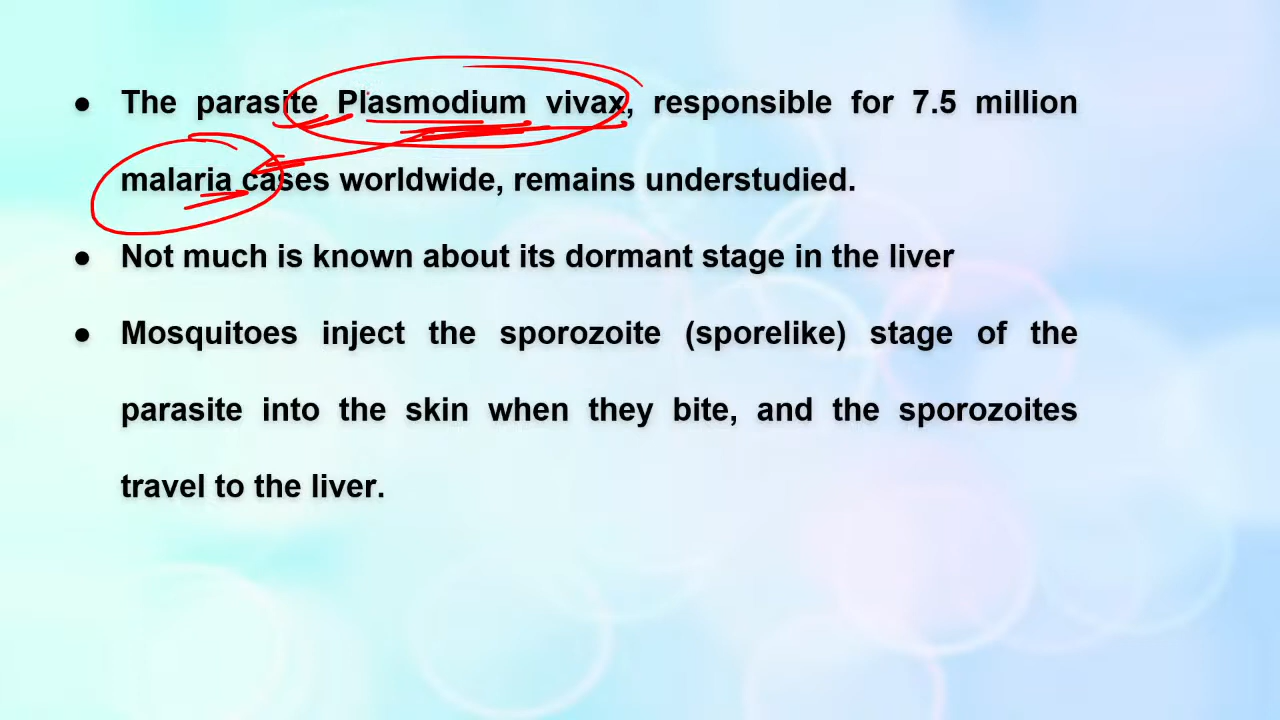 ● The parasite Plasmodium vivax, responsible for 7.5 million
malaria cases worldwide, remains understudied.
● Not much is known about its dormant stage in the liver
● Mosquitoes inject the sporozoite (sporelike) stage of the
parasite into the skin when they bite, and the sporozoites
travel to the liver.